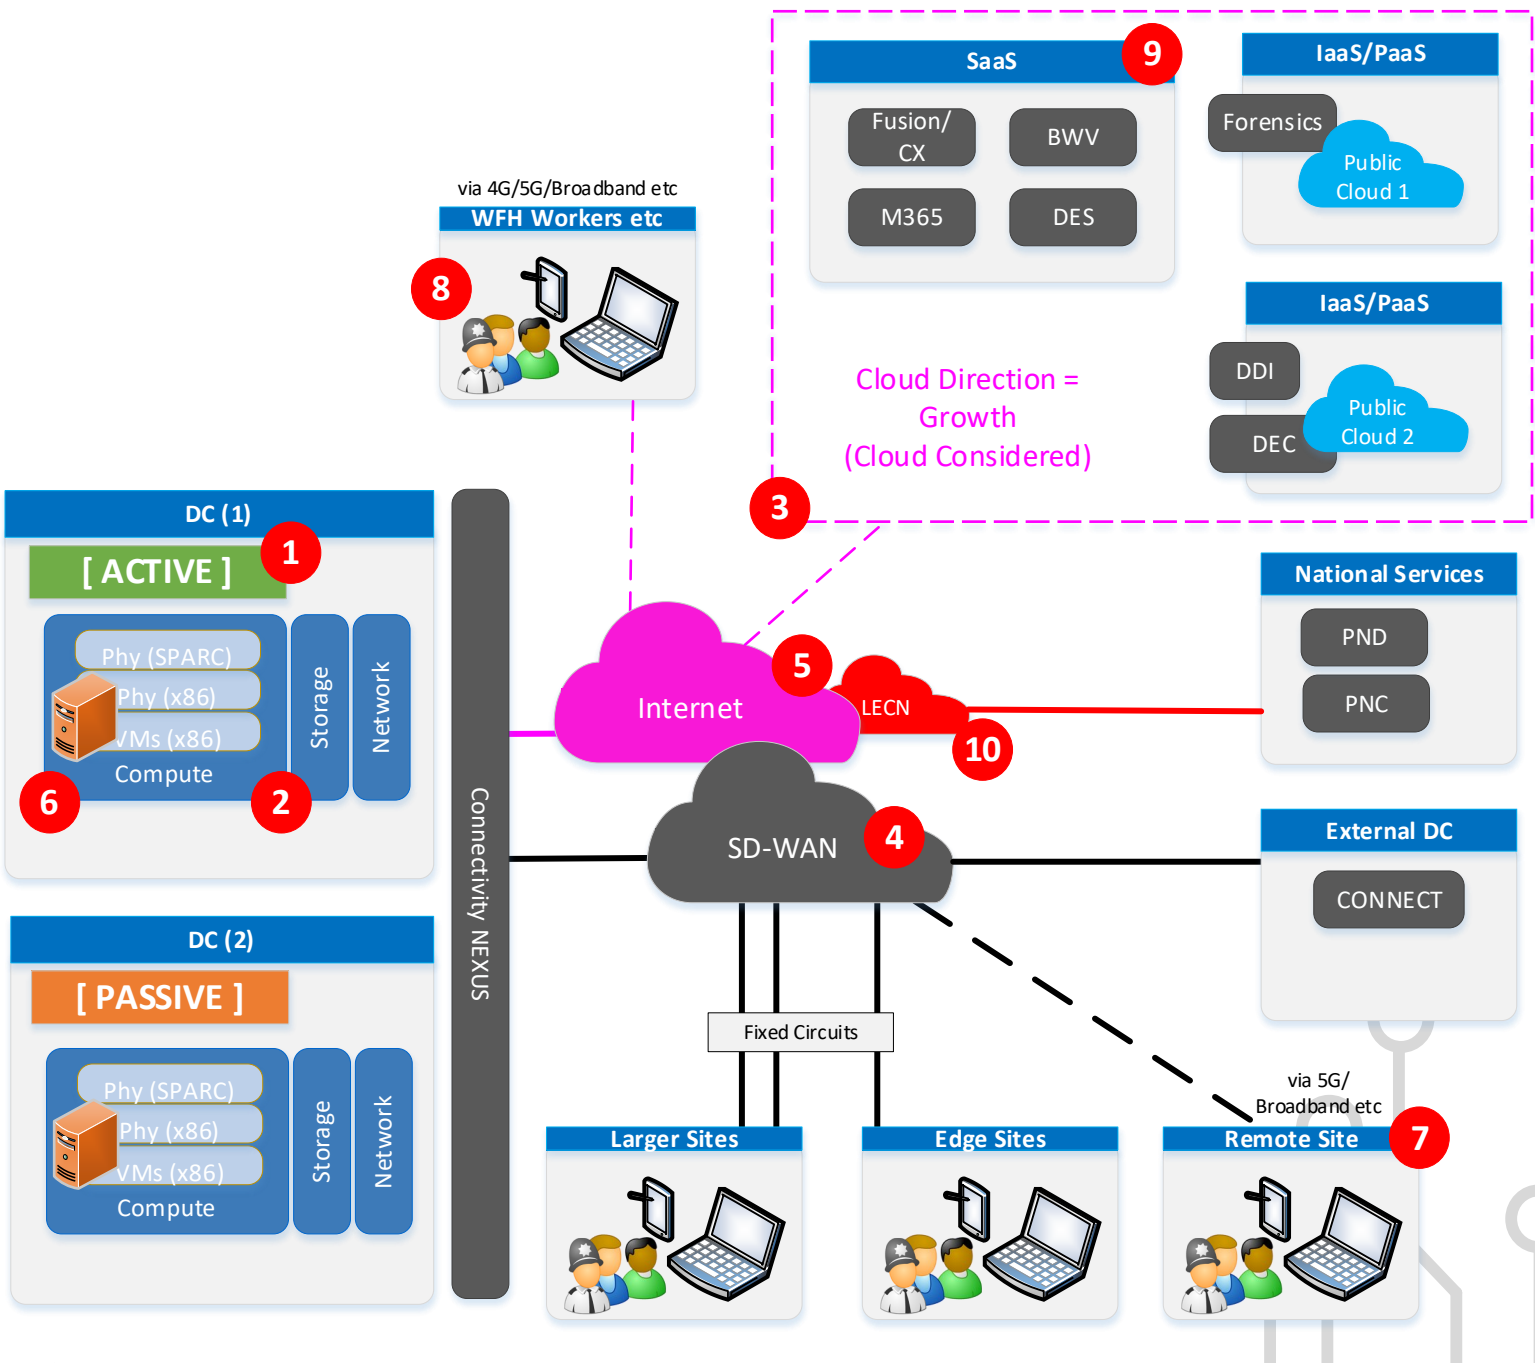 SaaS
9
Fusion/
CX
BWV
M365
DES
IaaS/PaaS
Forensics
Public
Cloud 1
IaaS/PaaS
DDI
DEC
Public
Cloud 2
Cloud Direction =
Growth
(Cloud Considered)
3
via 4G/5G/Broadband etc
WFH Workers etc
8
DC (1)
[ ACTIVE ]
1
Phy (SPARC)
Phy (x86)
VMs (x86)
Compute
Storage
Network
6
2
DC (2)
[ PASSIVE ]
Phy (SPARC)
Phy (x86)
VMs (x86)
Compute
Storage
Network
Connectivity NEXUS
Internet
5
LECN
10
SD-WAN
4
National Services
PND
PNC
External DC
CONNECT
Fixed Circuits
via 5G/
Broadband etc
Larger Sites
Edge Sites
Remote Site
7